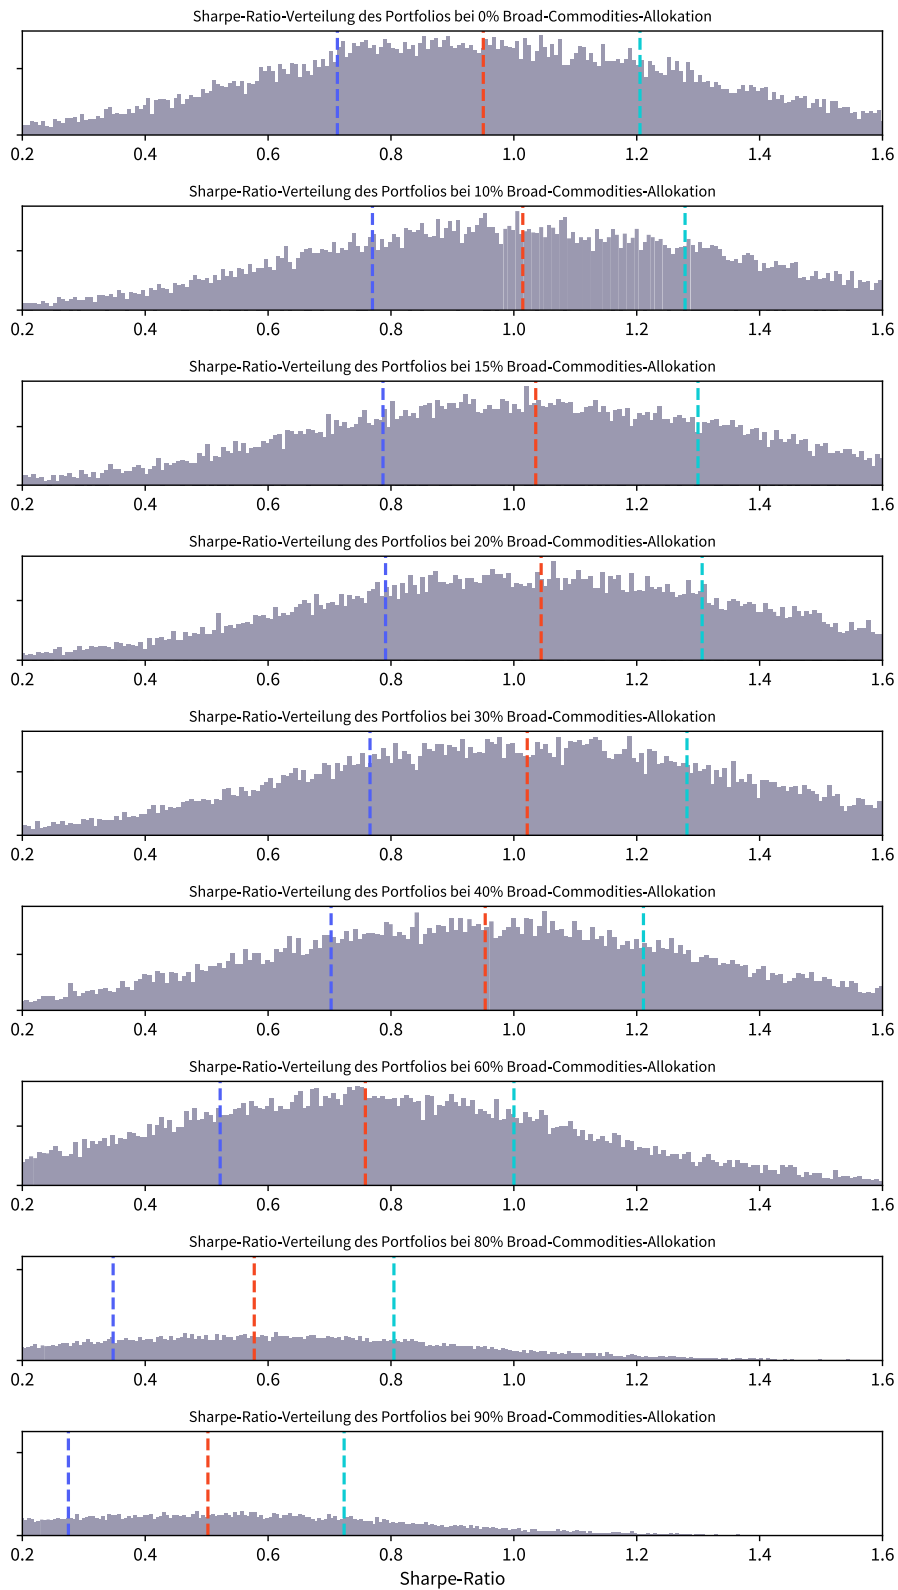 Sharpe-Ratio-Verteilung des Portfolios bei 0% Broad-Commodities-Allokation
0.2 0.4 0.6 0.8 1.0 1.2 1.4 1.6
Sharpe-Ratio-Verteilung des Portfolios bei 10% Broad-Commodities-Allokation
0.2 0.4 0.6 0.8 1.0 1.2 1.4 1.6
Sharpe-Ratio-Verteilung des Portfolios bei 15% Broad-Commodities-Allokation
0.2 0.4 0.6 0.8 1.0 1.2 1.4 1.6
Sharpe-Ratio-Verteilung des Portfolios bei 20% Broad-Commodities-Allokation
0.2 0.4 0.6 0.8 1.0 1.2 1.4 1.6
Sharpe-Ratio-Verteilung des Portfolios bei 30% Broad-Commodities-Allokation
0.2 0.4 0.6 0.8 1.0 1.2 1.4 1.6
Sharpe-Ratio-Verteilung des Portfolios bei 40% Broad-Commodities-Allokation
0.2 0.4 0.6 0.8 1.0 1.2 1.4 1.6
Sharpe-Ratio-Verteilung des Portfolios bei 60% Broad-Commodities-Allokation
0.2 0.4 0.6 0.8 1.0 1.2 1.4 1.6
Sharpe-Ratio-Verteilung des Portfolios bei 80% Broad-Commodities-Allokation
0.2 0.4 0.6 0.8 1.0 1.2 1.4 1.6
Sharpe-Ratio-Verteilung des Portfolios bei 90% Broad-Commodities-Allokation
0.2 0.4 0.6 0.8 1.0 1.2 1.4 1.6
Sharpe-Ratio